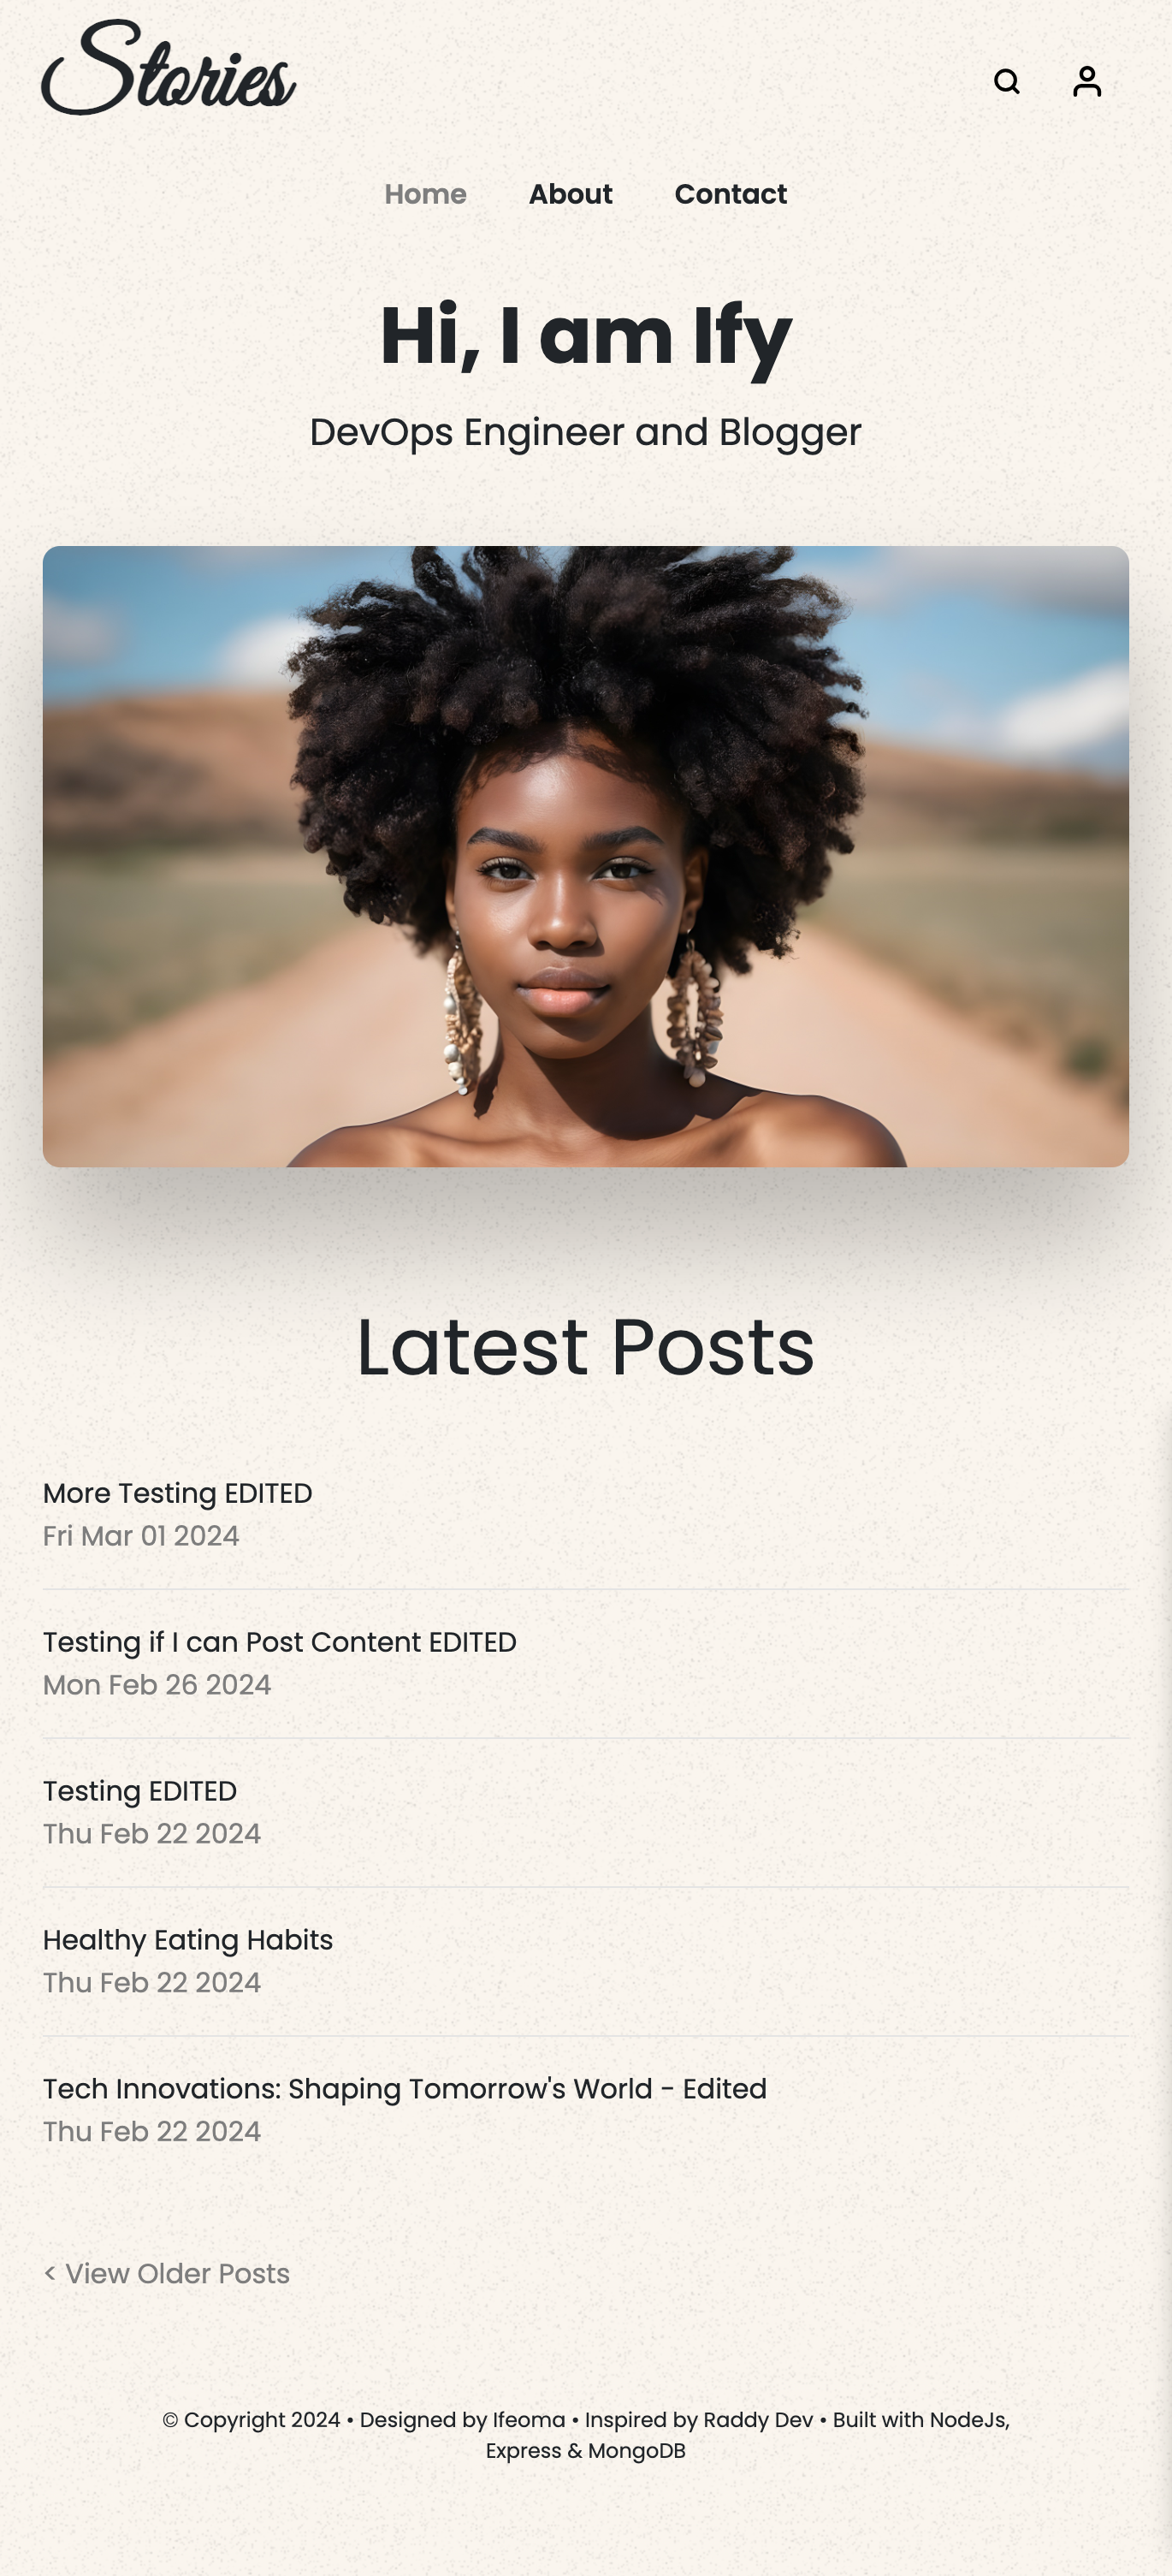 Stories
Home About Contact
Hi, I am Ify
DevOps Engineer and Blogger
Latest Posts
More Testing EDITED
Fri Mar 01 2024
Testing if I can Post Content EDITED
Mon Feb 26 2024
Testing EDITED
Thu Feb 22 2024
Healthy Eating Habits
Thu Feb 22 2024
Tech Innovations: Shaping Tomorrow's World - Edited
Thu Feb 22 2024
< View Older Posts
© Copyright 2024 • Designed by Ifeoma • Inspired by Raddy Dev • Built with NodeJs,
Express & MongoDB